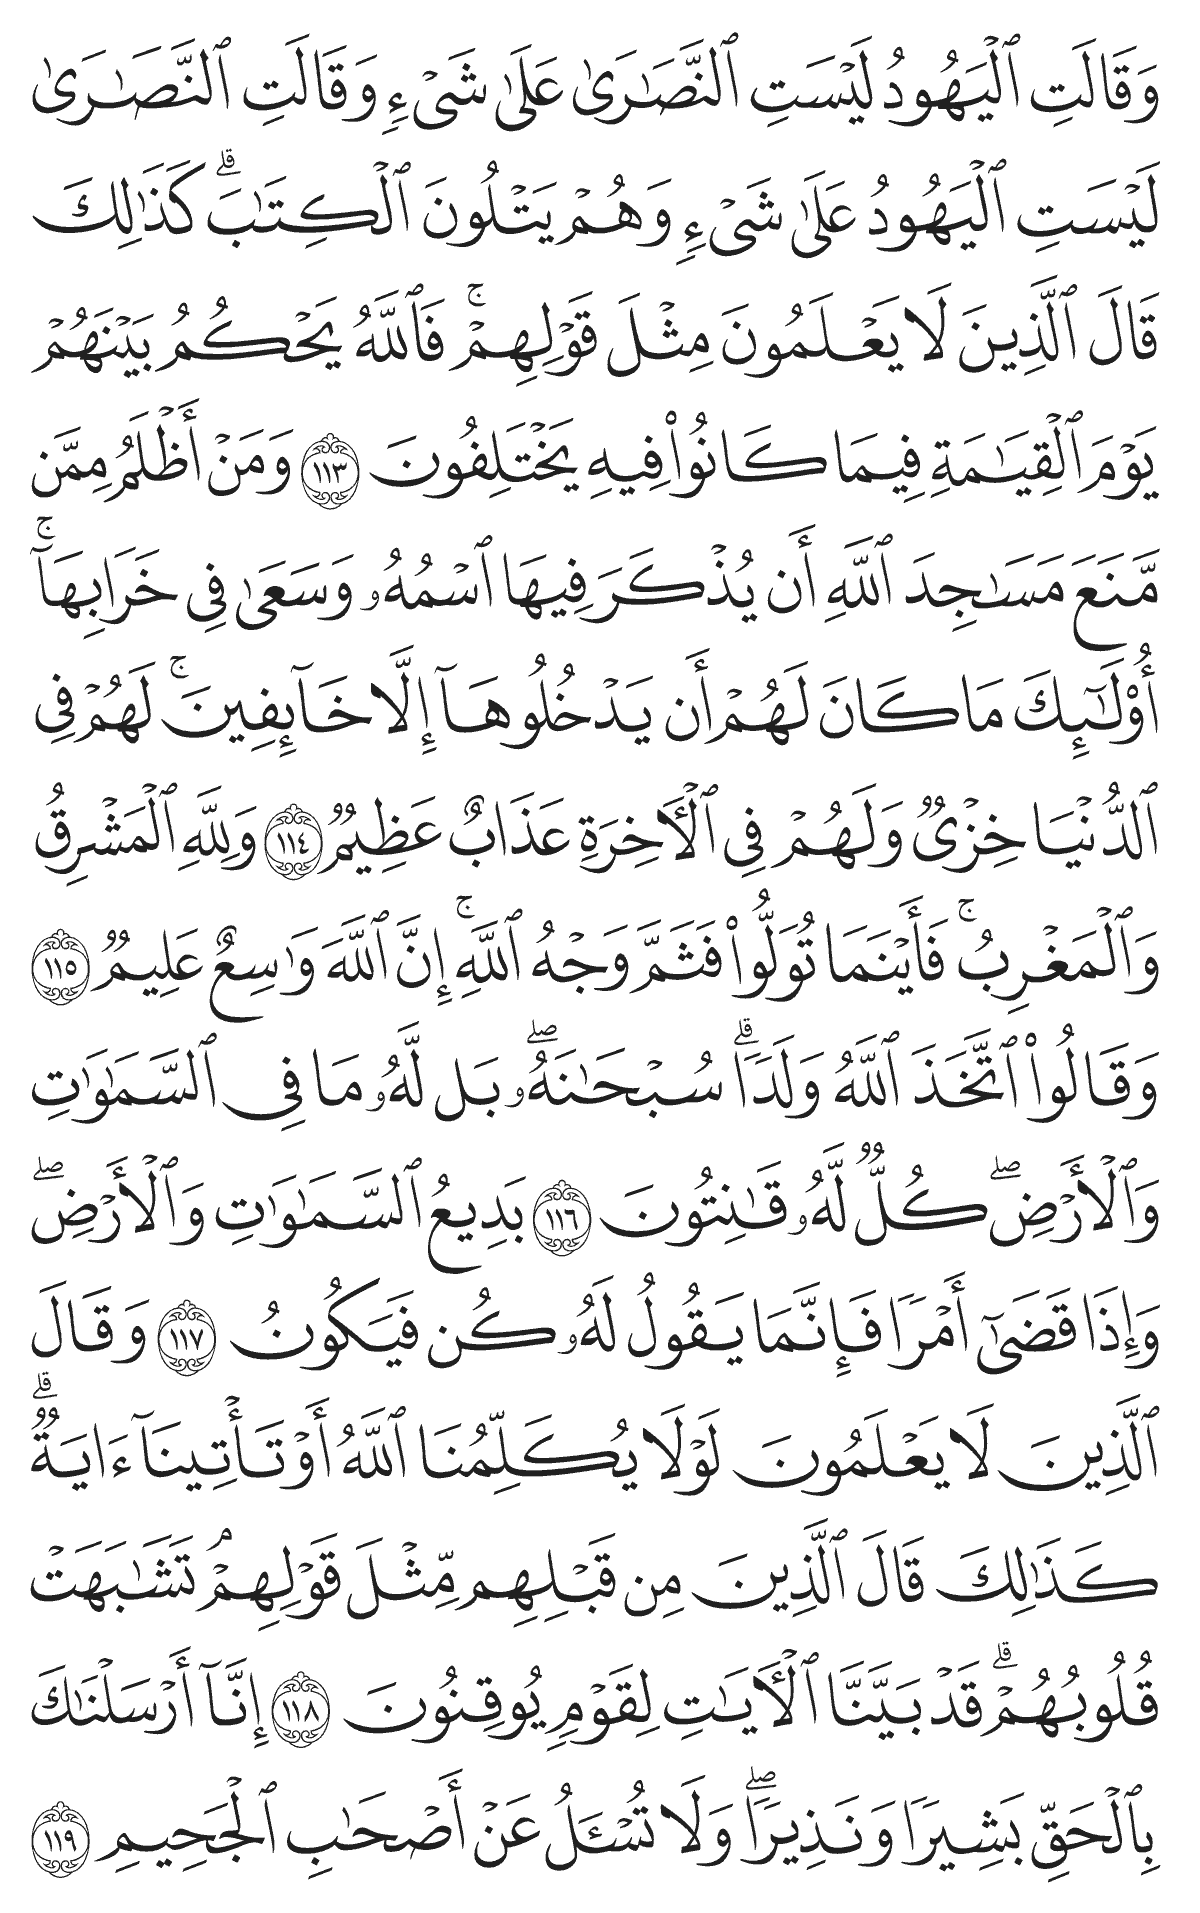 وَقَالَتِ ٱلۡيَهُودُ لَيۡسَتِ ٱلنَّصَٰرَىٰ عَلَىٰ شَيۡءٖ وَقَالَتِ ٱلنَّصَٰرَىٰ
لَيۡسَتِ ٱلۡيَهُودُ عَلَىٰ شَيۡءٖ وَهُمۡ يَتۡلُونَ ٱلۡكِتَٰبَۗ كَذَٰلِكَ
قَالَ ٱلَّذِينَ لَا يَعۡلَمُونَ مِثۡلَ قَوۡلِهِمۡۚ فَٱللَّهُ يَحۡكُمُ بَيۡنَهُمۡ
يَوۡمَ ٱلۡقِيَٰمَةِ فِيمَا كَانُواْ فِيهِ يَخۡتَلِفُونَ ١١٣ وَمَنۡ أَظۡلَمُ مِمَّن
مَّنَعَ مَسَٰجِدَ ٱللَّهِ أَن يُذۡكَرَ فِيهَا ٱسۡمُهُۥ وَسَعَىٰ فِي خَرَابِهَآۚ
أُوْلَٰٓئِكَ مَا كَانَ لَهُمۡ أَن يَدۡخُلُوهَآ إِلَّا خَآئِفِينَۚ لَهُمۡ فِي
ٱلدُّنۡيَا خِزۡيٞ وَلَهُمۡ فِي ٱلۡأٓخِرَةِ عَذَابٌ عَظِيمٞ ١١٤ وَلِلَّهِ ٱلۡمَشۡرِقُ
وَٱلۡمَغۡرِبُۚ فَأَيۡنَمَا تُوَلُّواْ فَثَمَّ وَجۡهُ ٱللَّهِۚ إِنَّ ٱللَّهَ وَٰسِعٌ عَلِيمٞ ١١٥
وَقَالُواْ ٱتَّخَذَ ٱللَّهُ وَلَدٗاۗ سُبۡحَٰنَهُۥۖ بَل لَّهُۥ مَا فِي ٱلسَّمَٰوَٰتِ
وَٱلۡأَرۡضِۖ كُلّٞ لَّهُۥ قَٰنِتُونَ ١١٦ بَدِيعُ ٱلسَّمَٰوَٰتِ وَٱلۡأَرۡضِۖ
وَإِذَا قَضَىٰٓ أَمۡرٗا فَإِنَّمَا يَقُولُ لَهُۥ كُن فَيَكُونُ ١١٧ وَقَالَ
ٱلَّذِينَ لَا يَعۡلَمُونَ لَوۡلَا يُكَلِّمُنَا ٱللَّهُ أَوۡ تَأۡتِينَآ ءَايَةٞۗ
كَذَٰلِكَ قَالَ ٱلَّذِينَ مِن قَبۡلِهِم مِّثۡلَ قَوۡلِهِمۡۘ تَشَٰبَهَتۡ
قُلُوبُهُمۡۗ قَدۡ بَيَّنَّا ٱلۡأٓيَٰتِ لِقَوۡمٖ يُوقِنُونَ ١١٨ إِنَّآ أَرۡسَلۡنَٰكَ
بِٱلۡحَقِّ بَشِيرٗا وَنَذِيرٗاۖ وَلَا تُسۡـَٔلُ عَنۡ أَصۡحَٰبِ ٱلۡجَحِيمِ ١١٩